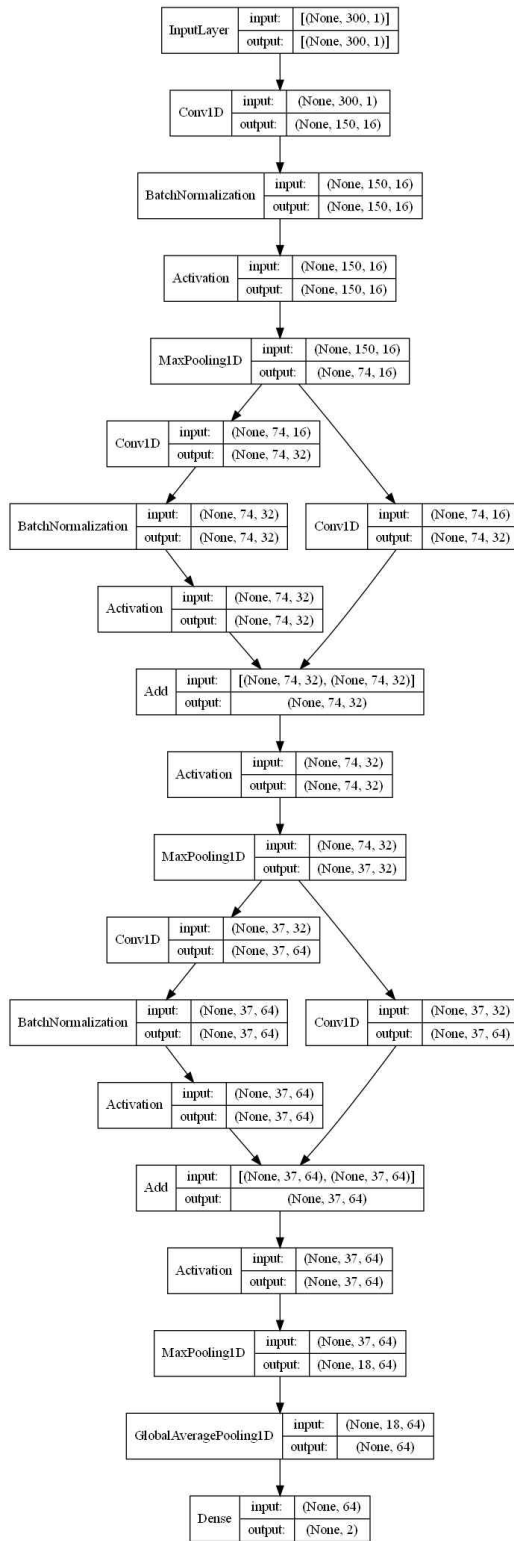 InputLayer input: [(None, 300, 1)]
output: [(None, 300, 1)]
Conv1D input: (None, 300, 1)
output: (None, 150, 16)
BatchNormalization input: (None, 150, 16)
output: (None, 150, 16)
Activation input: (None, 150, 16)
output: (None, 150, 16)
MaxPooling1D input: (None, 150, 16)
output: (None, 74, 16)
Conv1D input: (None, 74, 16)
output: (None, 74, 32)
BatchNormalization input: (None, 74, 32)
output: (None, 74, 32)
Conv1D input: (None, 74, 16)
output: (None, 74, 32)
Activation input: (None, 74, 32)
output: (None, 74, 32)
Add input: [(None, 74, 32), (None, 74, 32)]
output: (None, 74, 32)
Activation input: (None, 74, 32)
output: (None, 74, 32)
MaxPooling1D input: (None, 74, 32)
output: (None, 37, 32)
Conv1D input: (None, 37, 32)
output: (None, 37, 64)
BatchNormalization input: (None, 37, 64)
output: (None, 37, 64)
Conv1D input: (None, 37, 32)
output: (None, 37, 64)
Activation input: (None, 37, 64)
output: (None, 37, 64)
Add input: [(None, 37, 64), (None, 37, 64)]
output: (None, 37, 64)
Activation input: (None, 37, 64)
output: (None, 37, 64)
MaxPooling1D input: (None, 37, 64)
output: (None, 18, 64)
GlobalAveragePooling1D input: (None, 18, 64)
output: (None, 64)
Dense input: (None, 64)
output: (None, 2)